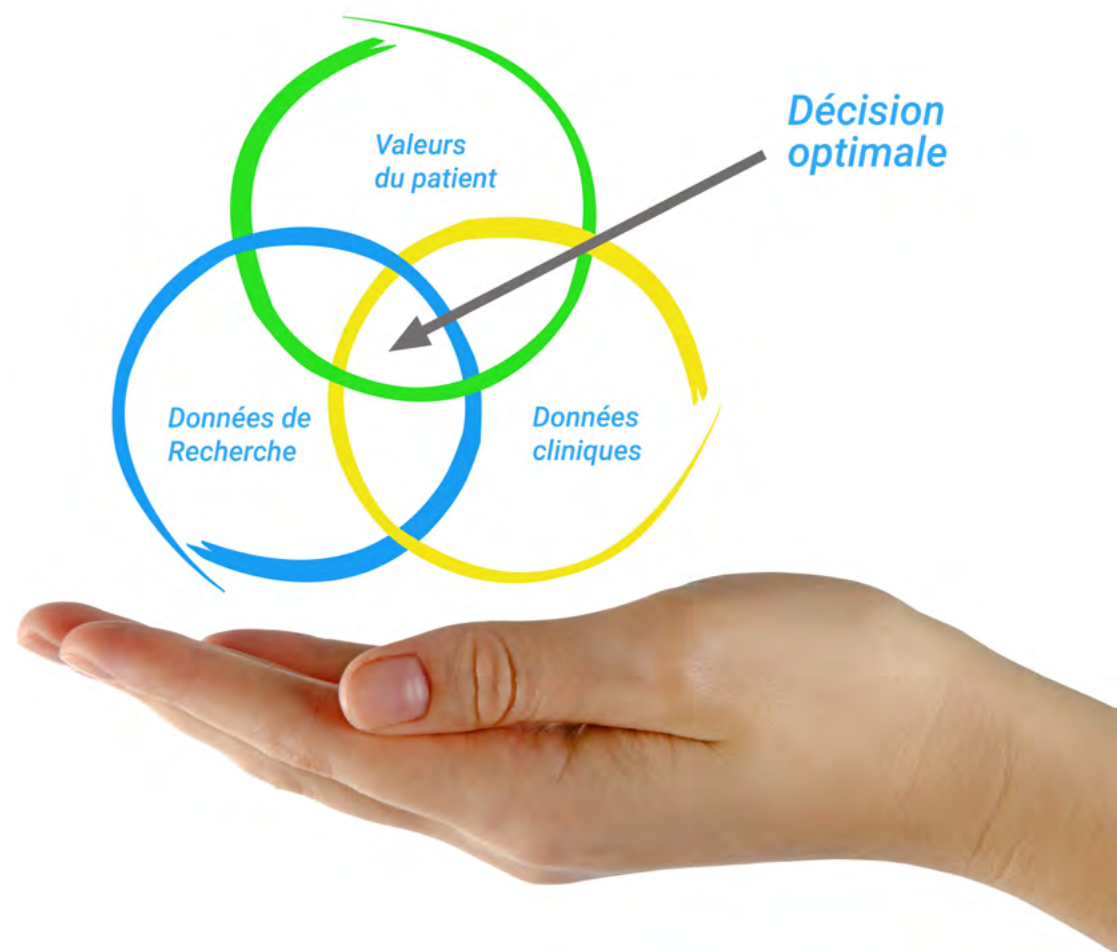 Valeurs
du patient
Décision
optimale
Données de
Recherche
Données
cliniques